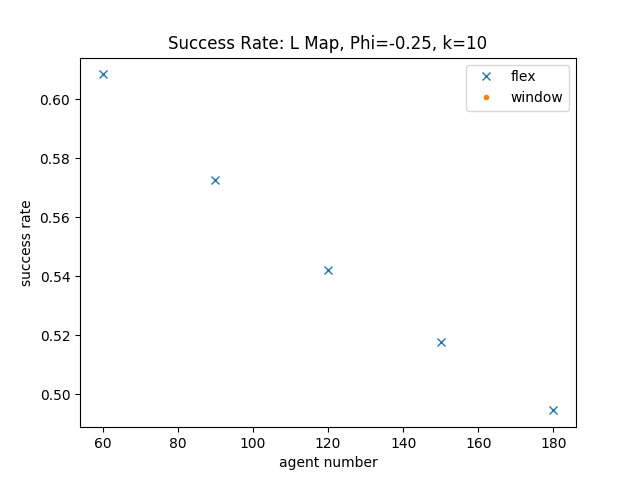 Success Rate: L Map, Phi=-0.25, k=10
flex
window
0.60
0.58
0.56
0.54
0.52
0.50
success rate
60 80 100 120 140 160 180
agent number